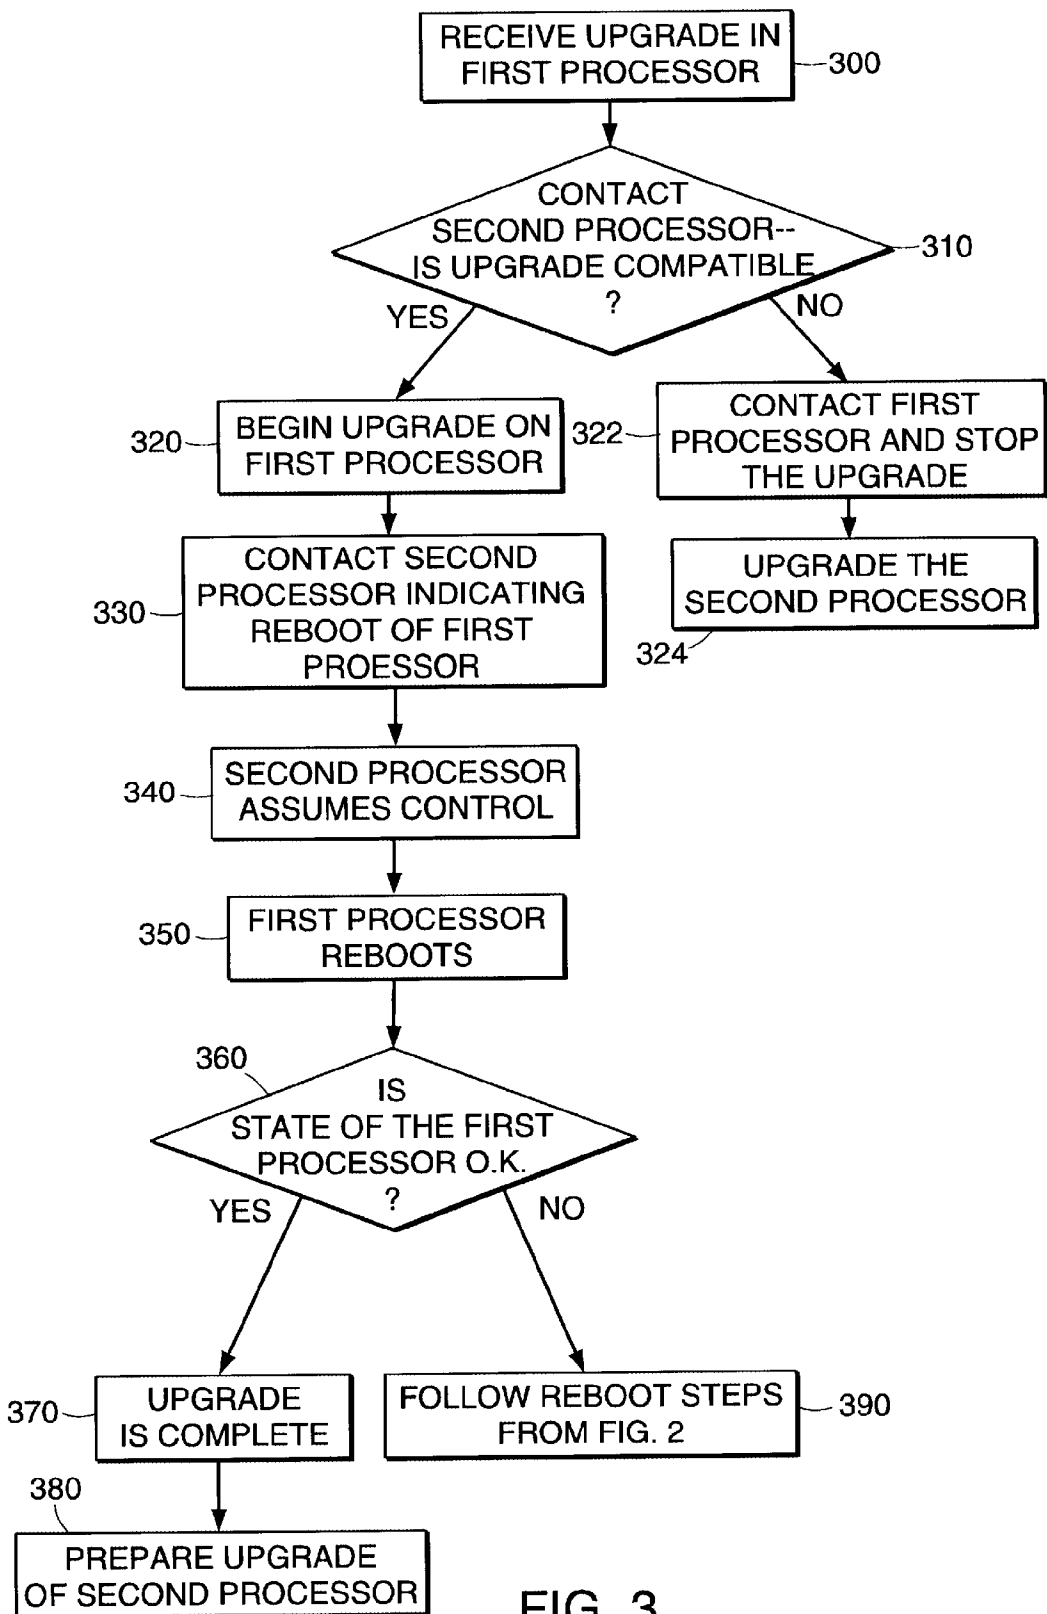 RECEIVE UPGRADE IN
FIRST PROCESSOR
300
CONTACT
SECOND PROCESSOR--
IS UPGRADE COMPATIBLE
?
310
YES
NO
320
BEGIN UPGRADE ON
FIRST PROCESSOR
322
CONTACT FIRST
PROCESSOR AND STOP
THE UPGRADE
330
CONTACT SECOND
PROCESSOR INDICATING
REBOOT OF FIRST
PROESSOR
UPGRADE THE
SECOND PROCESSOR
324
340
SECOND PROCESSOR
ASSUMES CONTROL
350
FIRST PROCESSOR
REBOOTS
360
IS
STATE OF THE FIRST
PROCESSOR O.K.
?
YES
NO
370
UPGRADE
IS COMPLETE
FOLLOW REBOOT STEPS
FROM FIG. 2
390
380
PREPARE UPGRADE
OF SECOND PROCESSOR
FIG. 3